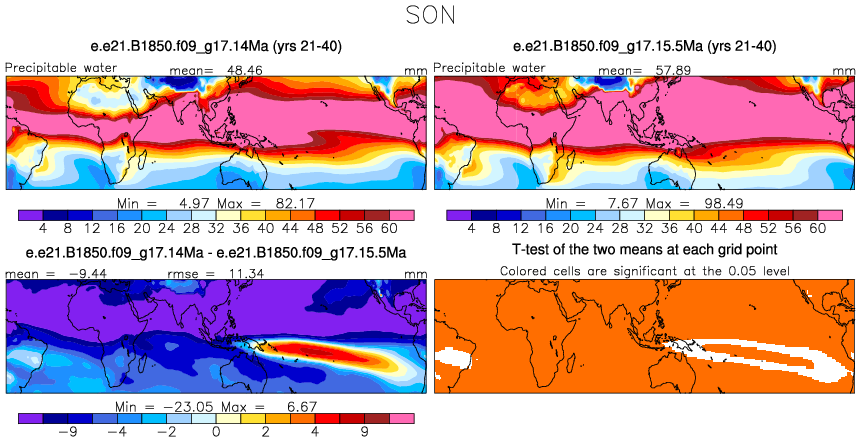 SON
e.e21.B1850.f09_g17.14Ma (yrs 21-40)
Precipitable water mean= 48.46 mm
Min = 4.97 Max = 82.17
4 8 12 16 20 24 28 32 36 40 44 48 52 56 60
e.e21.B1850.f09_g17.15.5Ma (yrs 21-40)
Precipitable water mean= 57.89 mm
Min = 7.67 Max = 98.49
4 8 12 16 20 24 28 32 36 40 44 48 52 56 60
e.e21.B1850.f09_g17.14Ma - e.e21.B1850.f09_g17.15.5Ma
mean = -9.44 rmse = 11.34 mm
Min = -23.05 Max = 6.67
-9 -4 -2 0 2 4 9
T-test of the two means at each grid point
Colored cells are significant at the 0.05 level